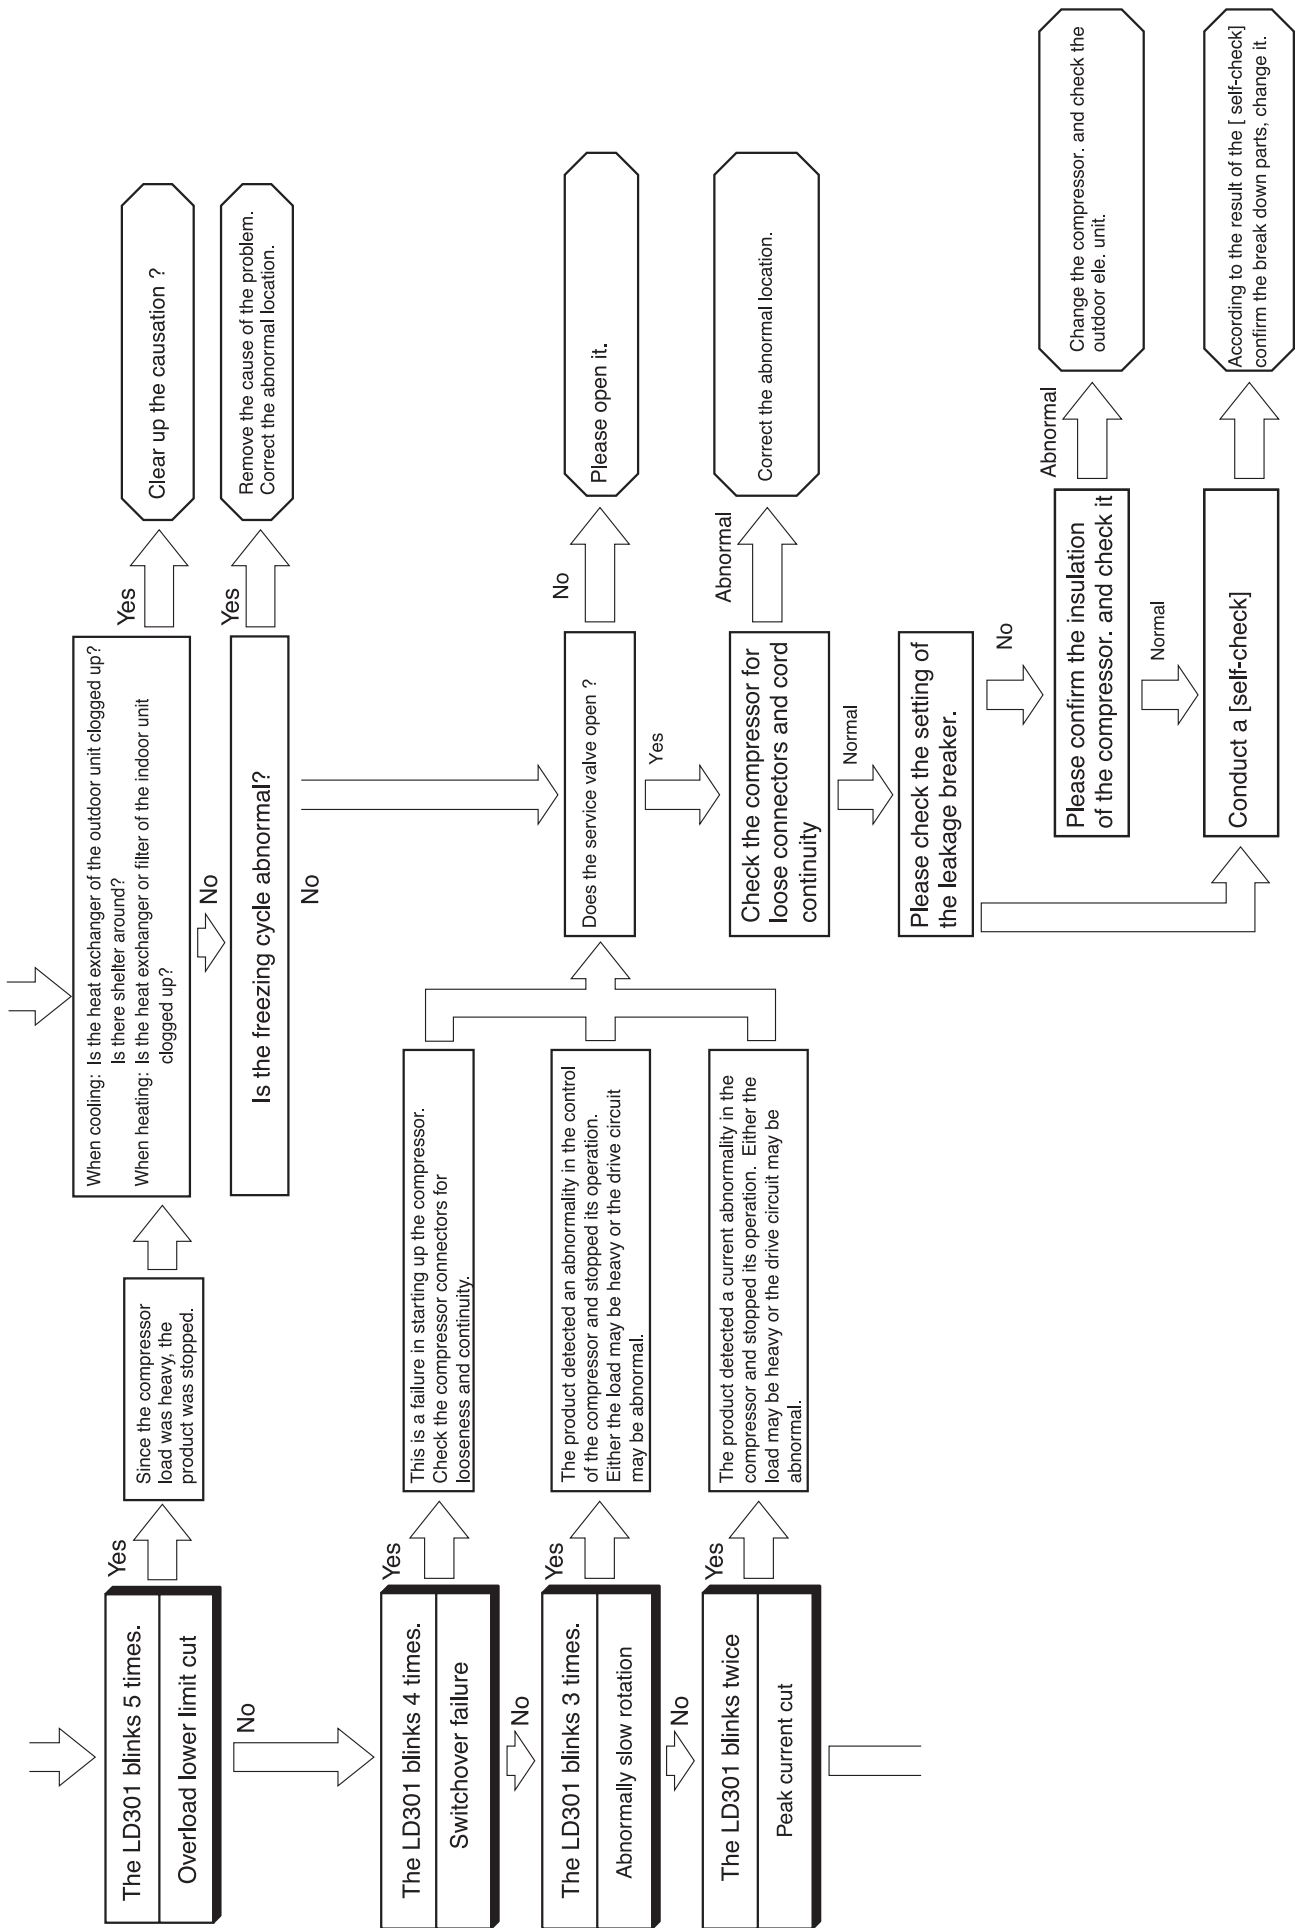 The LD301 blinks 5 times.
Overload lower limit cut
Yes
Since the compressor
load was heavy, the
product was stopped.
When cooling: Is the heat exchanger of the outdoor unit clogged up?
Is there shelter around?
When heating: Is the heat exchanger or filter of the indoor unit
clogged up?
Yes
Clear up the causation ?
No
Is the freezing cycle abnormal?
Yes
Remove the cause of the problem.
Correct the abnormal location.
No
No
The LD301 blinks 4 times.
Switchover failure
Yes
This is a failure in starting up the compressor.
Check the compressor connectors for
looseness and continuity.
No
The LD301 blinks 3 times.
Abnormally slow rotation
Yes
The product detected an abnormality in the control
of the compressor and stopped its operation.
Either the load may be heavy or the drive circuit
may be abnormal.
No
The LD301 blinks twice
Peak current cut
Yes
The product detected a current abnormality in the
compressor and stopped its operation. Either the
load may be heavy or the drive circuit may be
abnormal.
Does the service valve open ?
No
Please open it.
Yes
Check the compressor for
loose connectors and cord
continuity
Abnormal
Correct the abnormal location.
Normal
Please check the setting of
the leakage breaker.
No
Please confirm the insulation
of the compressor. and check it
Abnormal
Change the compressor. and check the
outdoor ele. unit.
Normal
Conduct a [self-check]
According to the result of the [ self-check]
confirm the break down parts, change it.